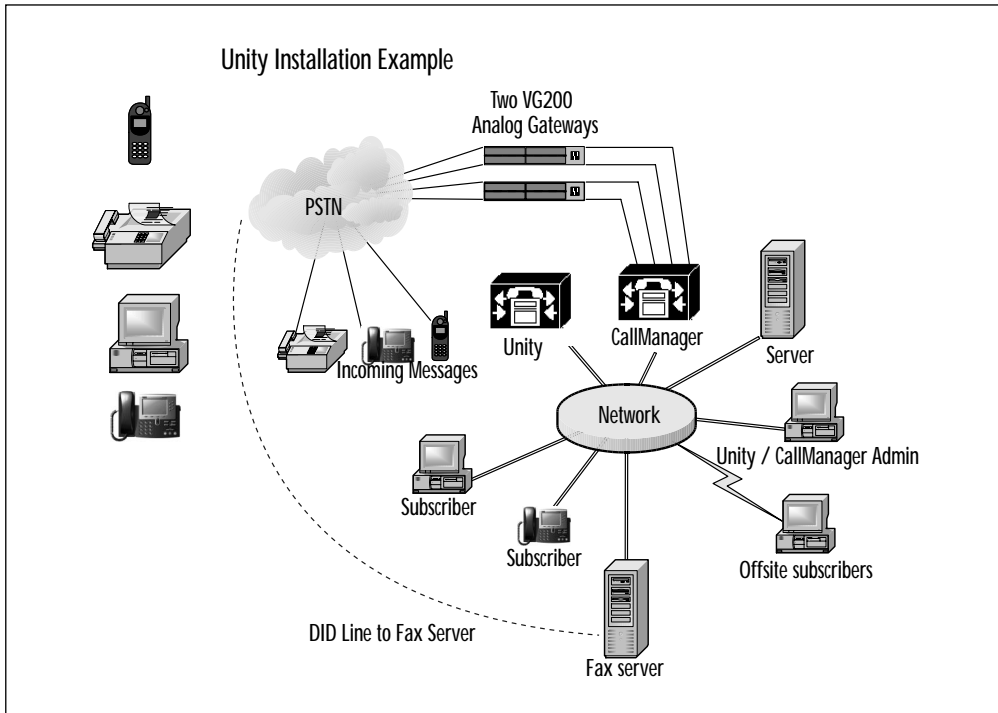 Unity Installation Example
Two VG200
Analog Gateways
PSTN
Incoming Messages
Unity
CallManager
Server
Network
Unity / CallManager Admin
Subscriber
Subscriber
Offsite subscribers
DID Line to Fax Server
Fax server